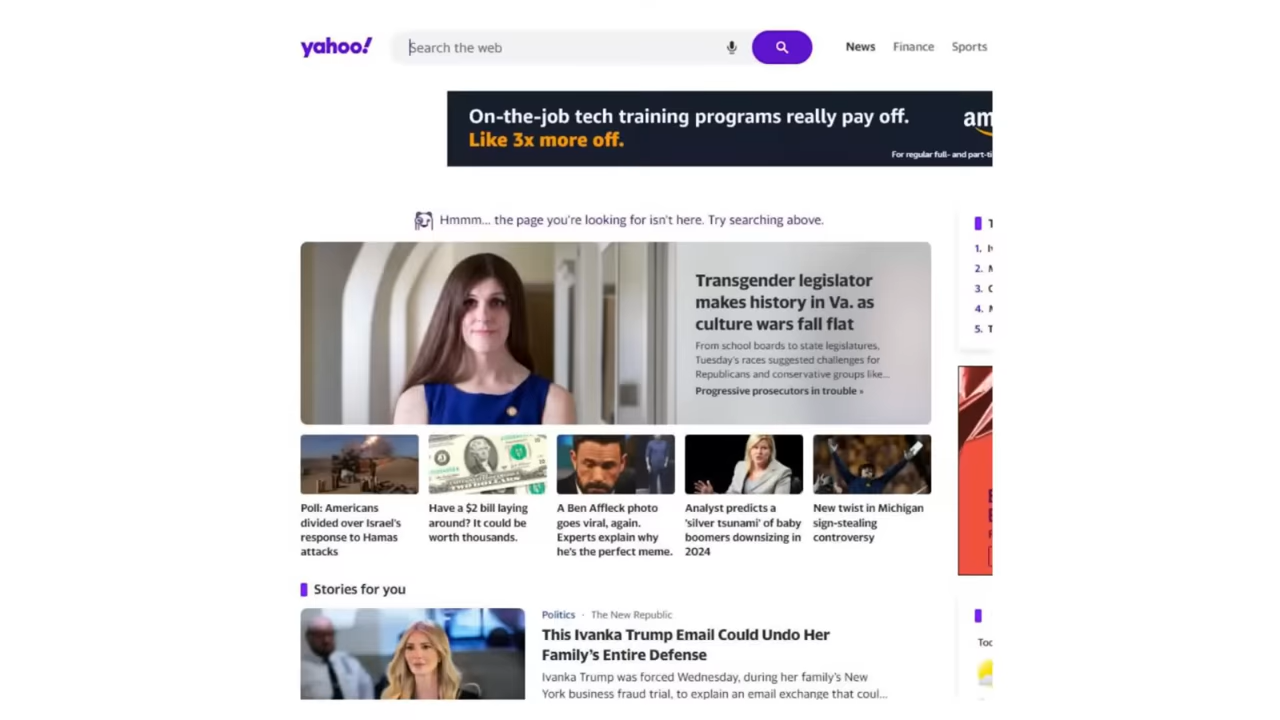 yahoo!
Search the web
News Finance Sports
On-the-job tech training programs really pay off.
Like 3x more off.
For regular full- and part-ti
Hmmm... the page you're looking for isn't here. Try searching above.
Transgender legislator
makes history in Va. as
culture wars fall flat
From school boards to state legislatures,
Tuesday's races suggested challenges for
Republicans and conservative groups like...
Progressive prosecutors in trouble »
1.
2.
3.
4.
5.
TWO DOLLARS
Poll: Americans
divided over Israel's
response to Hamas
attacks
Have a $2 bill laying
around? It could be
worth thousands.
A Ben Affleck photo
goes viral, again.
Experts explain why
he's the perfect meme.
Analyst predicts a
'silver tsunami' of baby
boomers downsizing in
2024
New twist in Michigan
sign-stealing
controversy
Stories for you
Politics · The New Republic
This Ivanka Trump Email Could Undo Her
Family's Entire Defense
Ivanka Trump was forced Wednesday, during her family's New
York business fraud trial, to explain an email exchange that coul...